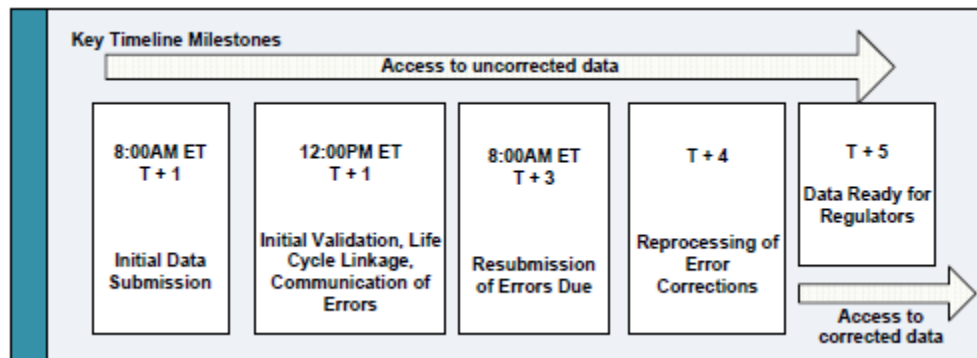 Key Timeline Milestones
Access to uncorrected data
8:00AM ET
T + 1
Initial Data
Submission
12:00PM ET
T + 1
Initial Validation, Life
Cycle Linkage,
Communication of
Errors
8:00AM ET
T + 3
Resubmission
of Errors Due
T + 4
Reprocessing of
Error
Corrections
T + 5
Data Ready for
Regulators
Access to
corrected data